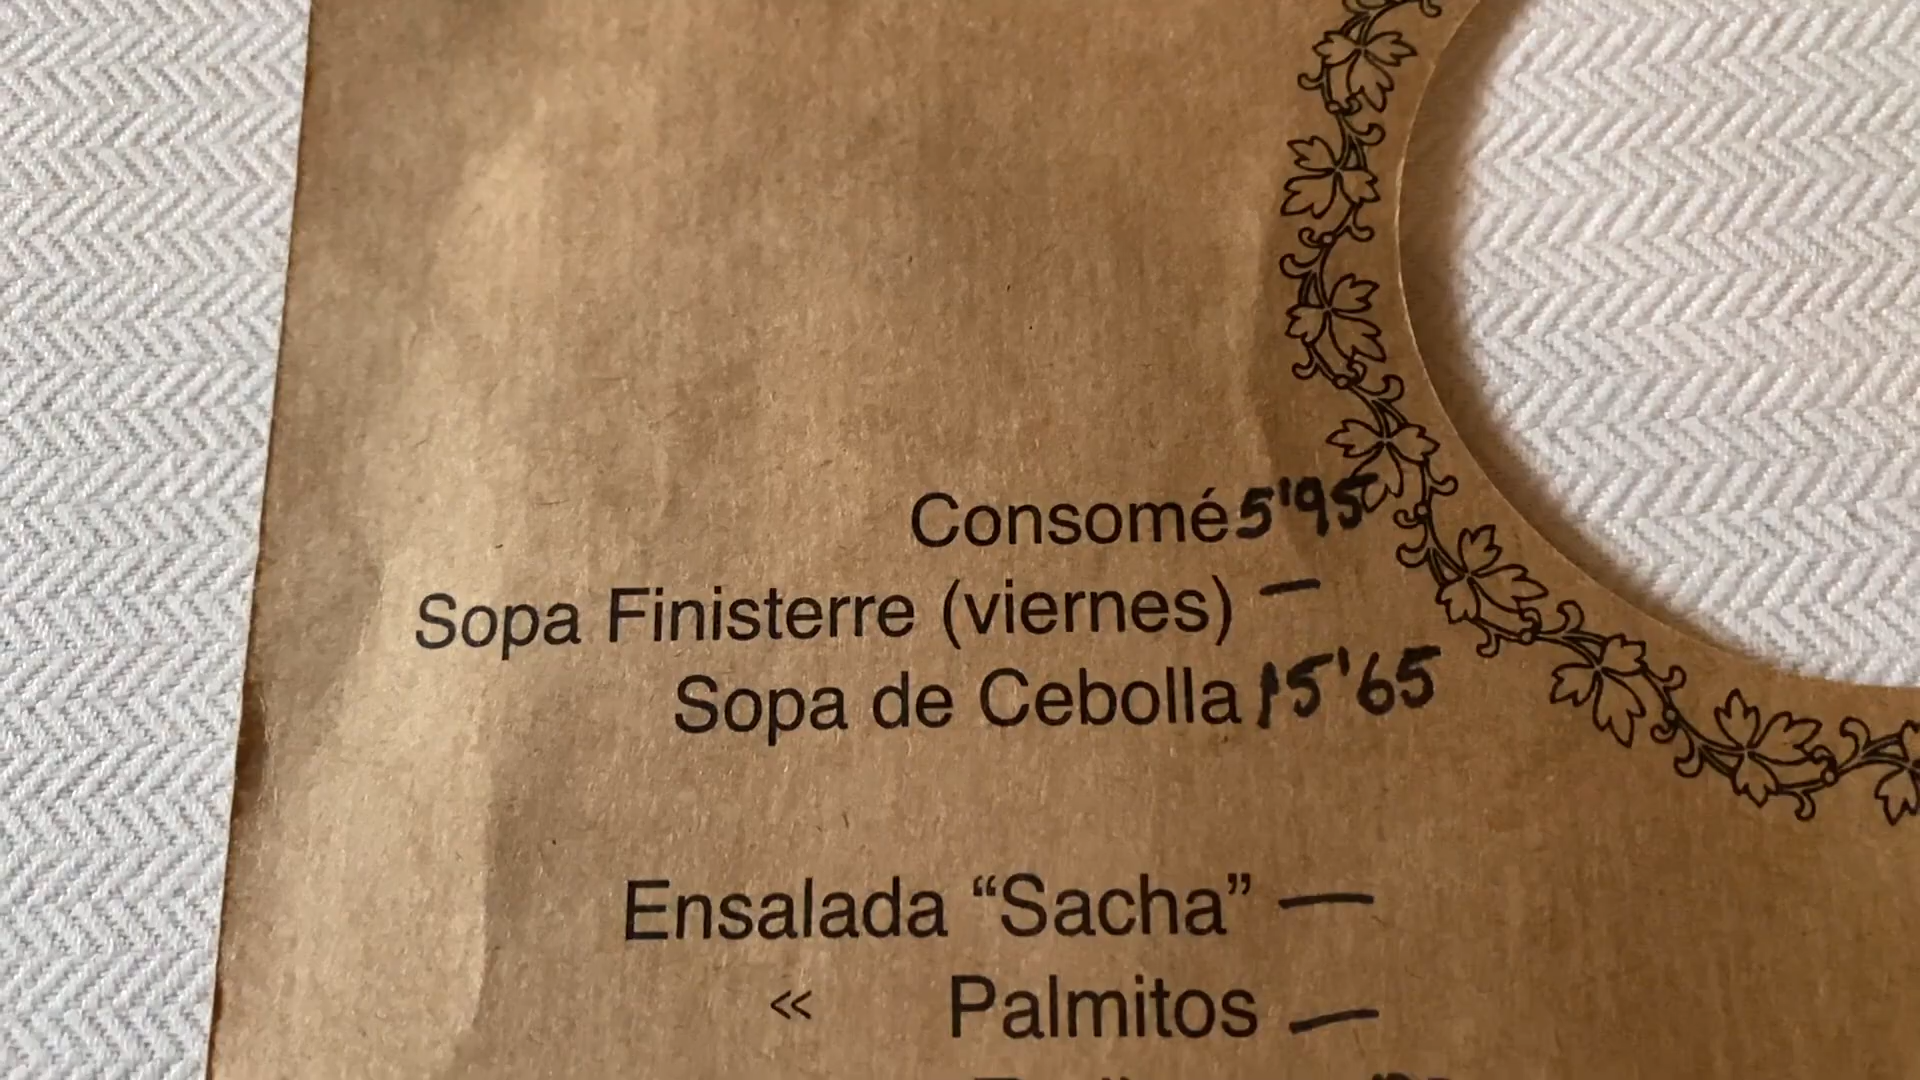 Consomé 5'95
Sopa Finisterre (viernes) —
Sopa de Cebolla 15'65
Ensalada “Sacha” —
« Palmitos —